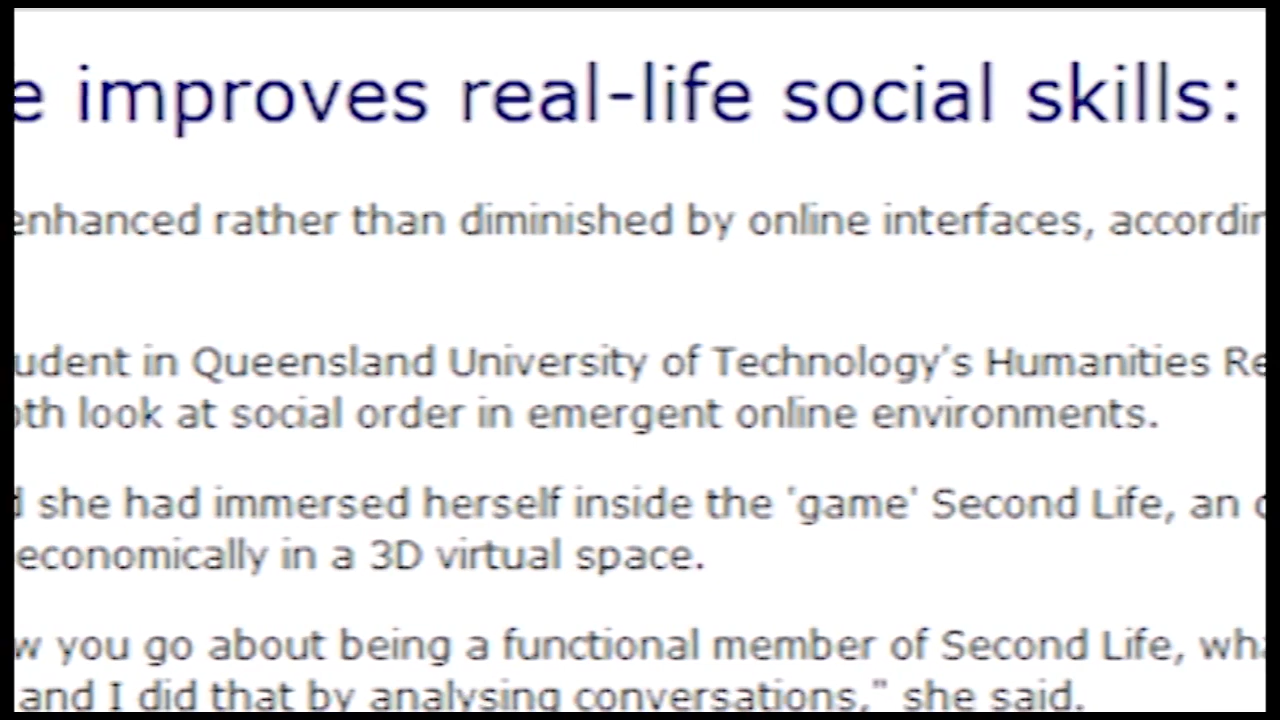 e improves real-life social skills:
enhanced rather than diminished by online interfaces, accordin
udent in Queensland University of Technology's Humanities Re
oth look at social order in emergent online environments.
d she had immersed herself inside the 'game' Second Life, an o
economically in a 3D virtual space.
w you go about being a functional member of Second Life, wha
and I did that by analysing conversations," she said.